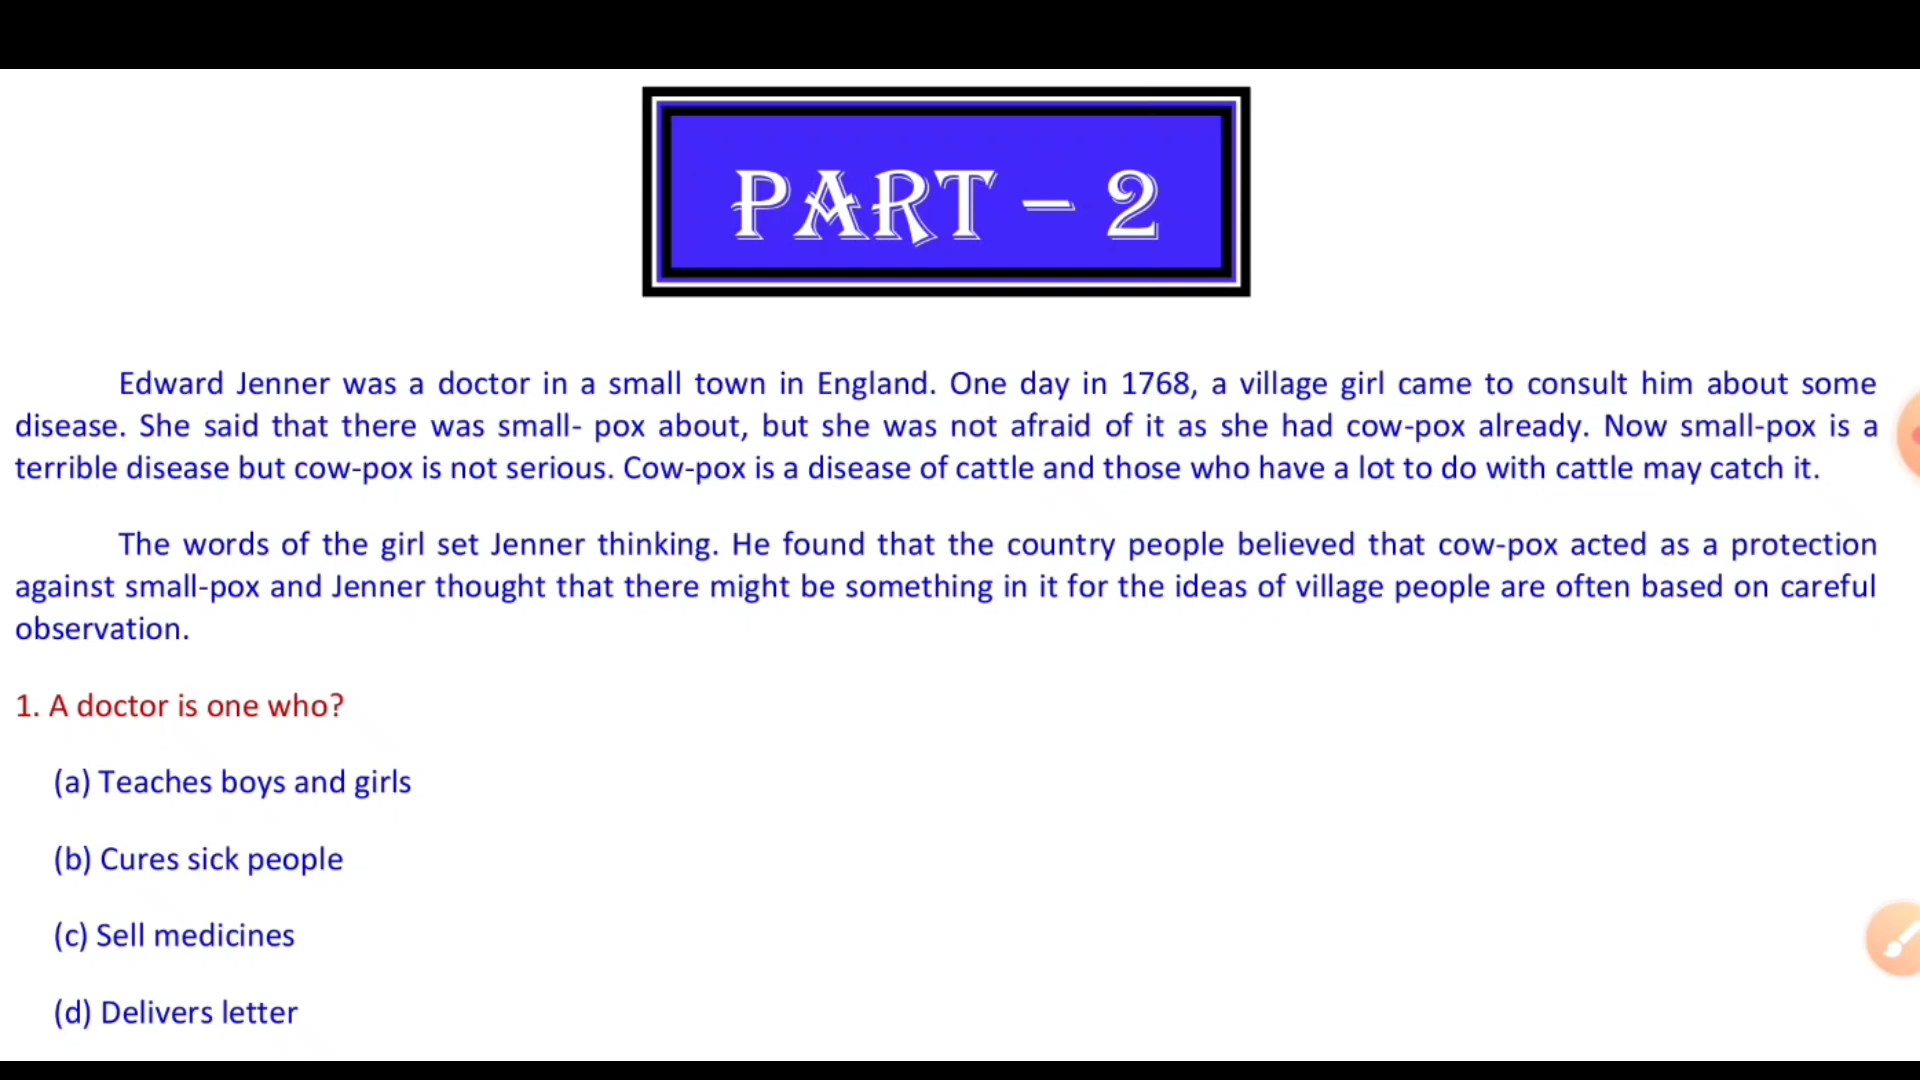 PART – 2
Edward Jenner was a doctor in a small town in England. One day in 1768, a village girl came to consult him about some
disease. She said that there was small- pox about, but she was not afraid of it as she had cow-pox already. Now small-pox is a
terrible disease but cow-pox is not serious. Cow-pox is a disease of cattle and those who have a lot to do with cattle may catch it.
The words of the girl set Jenner thinking. He found that the country people believed that cow-pox acted as a protection
against small-pox and Jenner thought that there might be something in it for the ideas of village people are often based on careful
observation.
1. A doctor is one who?
(a) Teaches boys and girls
(b) Cures sick people
(c) Sell medicines
(d) Delivers letter